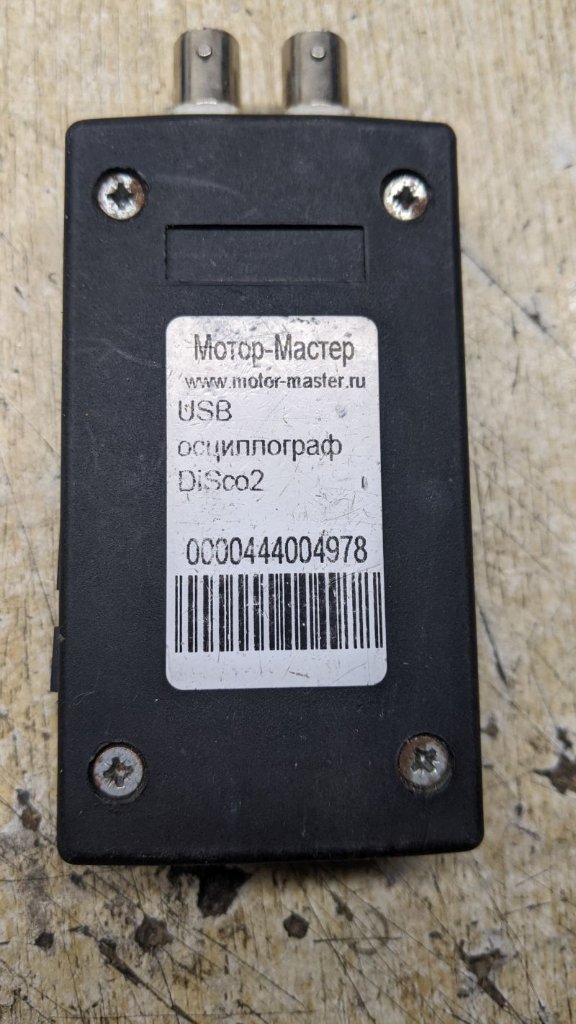 Мотор-Мастер
www.motor-master.ru
USB
осциллограф
DiSco2
0000444004978